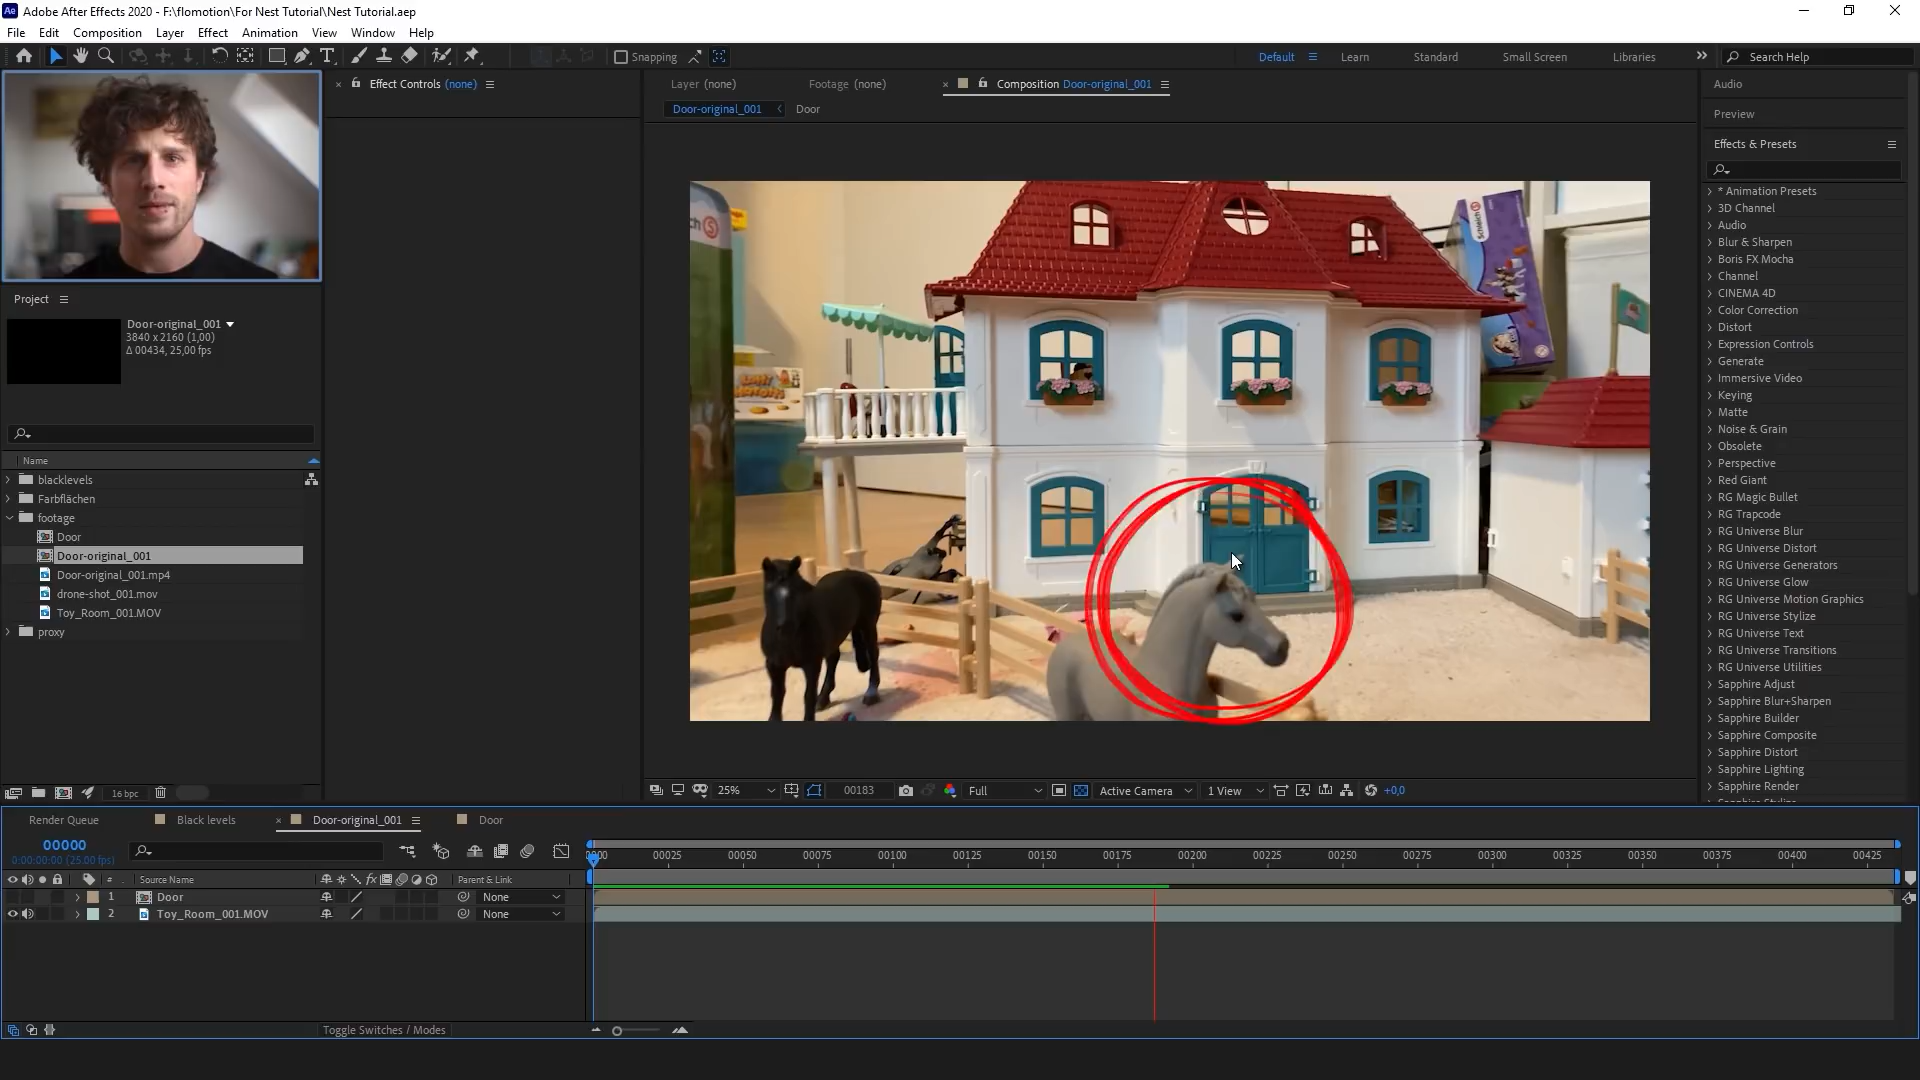 Ae Adobe After Effects 2020 - F:\flomotion\For Nest Tutorial\Nest Tutorial.aep
File Edit Composition Layer Effect Animation View Window Help
Snapping
Default Learn Standard Small Screen Libraries Search Help
Effect Controls (none)
Layer (none) Footage (none) Composition Door-original_001
Door-original_001 Door
Audio
Preview
Effects & Presets
* Animation Presets
3D Channel
Audio
Blur & Sharpen
Boris FX Mocha
Channel
CINEMA 4D
Color Correction
Distort
Expression Controls
Generate
Immersive Video
Keying
Matte
Noise & Grain
Obsolete
Perspective
Red Giant
RG Magic Bullet
RG Trapcode
RG Universe Blur
RG Universe Distort
RG Universe Generators
RG Universe Glow
RG Universe Motion Graphics
RG Universe Stylize
RG Universe Text
RG Universe Transitions
RG Universe Utilities
Sapphire Adjust
Sapphire Blur+Sharpen
Sapphire Builder
Sapphire Composite
Sapphire Distort
Sapphire Lighting
Sapphire Render
Project
Door-original_001
3840 x 2160 (1,00)
Δ 00434, 25,00 fps
Name
blacklevels
Farbflächen
footage
Door
Door-original_001
Door-original_001.mp4
drone-shot_001.mov
Toy_Room_001.MOV
proxy
16 bpc
Schleich
25% 00183 Full Active Camera 1 View +0,0
Render Queue Black levels Door-original_001 Door
00000
0:00:00:00 (25.00 fps)
00025 00050 00075 00100 00125 00150 00175 00200 00225 00250 00275 00300 00325 00350 00375 00400 00425
# Source Name Parent & Link
1 Door None
2 Toy_Room_001.MOV None
Toggle Switches / Modes